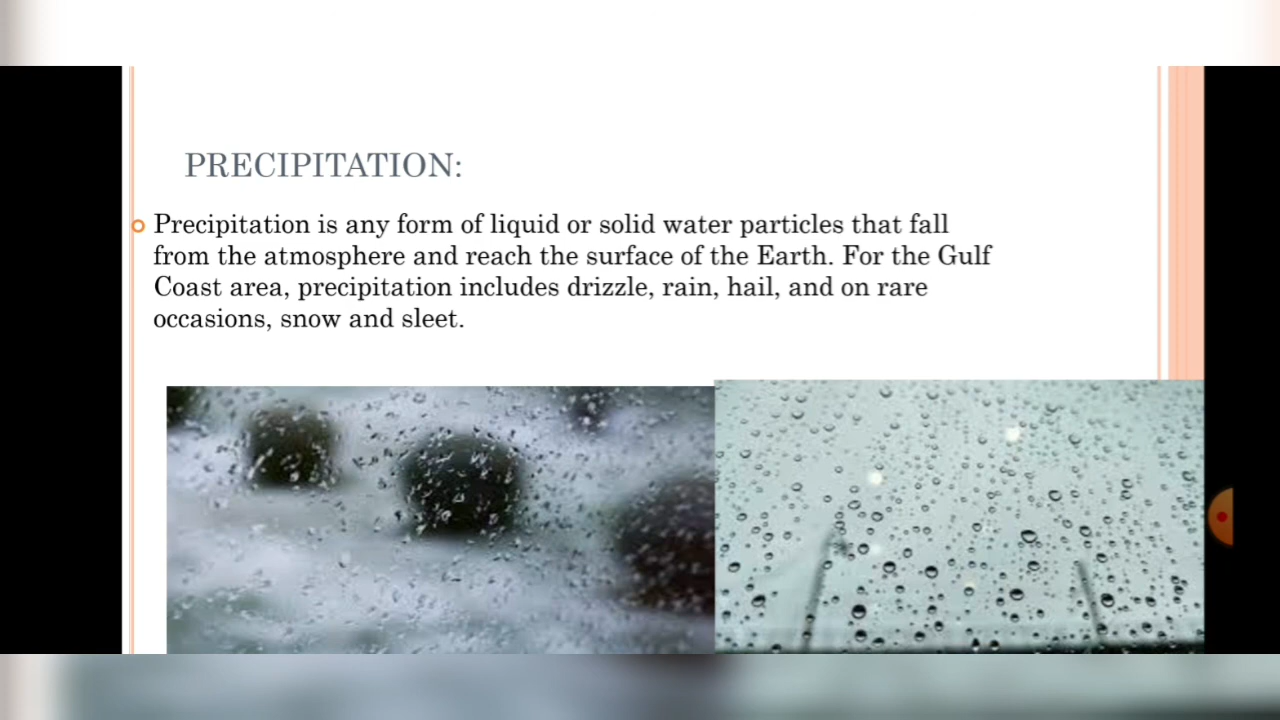 PRECIPITATION:
Precipitation is any form of liquid or solid water particles that fall
from the atmosphere and reach the surface of the Earth. For the Gulf
Coast area, precipitation includes drizzle, rain, hail, and on rare
occasions, snow and sleet.